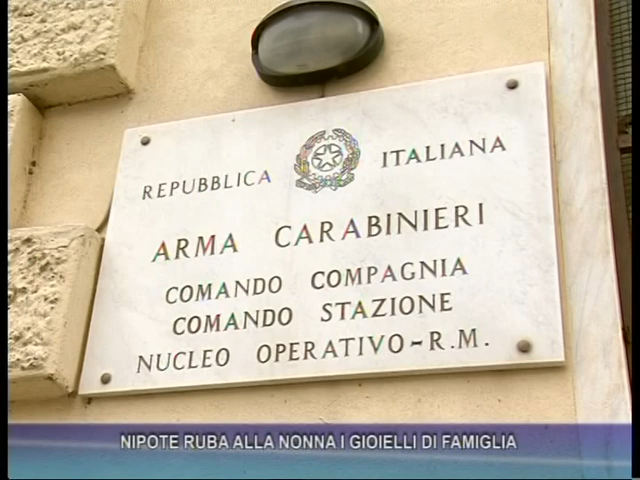 REPUBBLICA ITALIANA
ARMA CARABINIERI
COMANDO COMPAGNIA
COMANDO STAZIONE
NUCLEO OPERATIVO-R.M.
NIPOTE RUBA ALLA NONNA I GIOIELLI DI FAMIGLIA